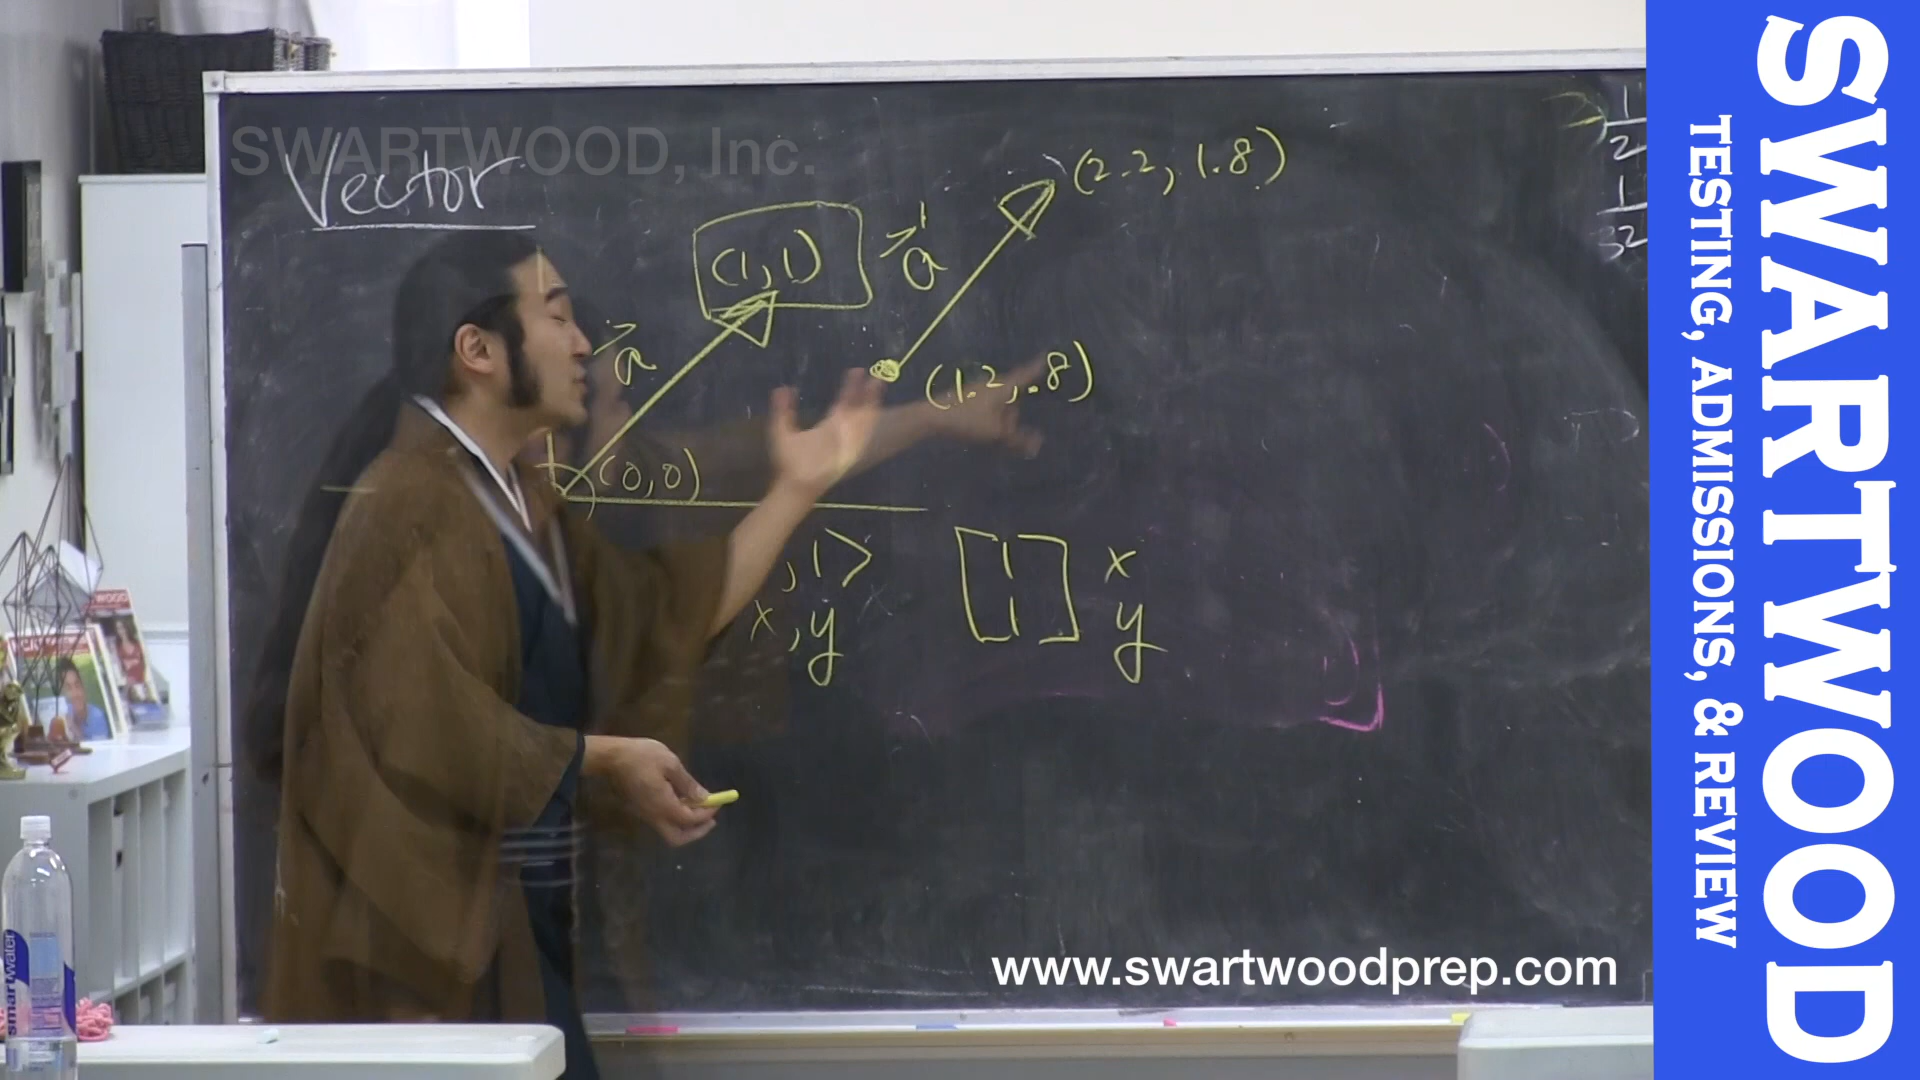 SWARTWOOD, Inc.
Vector
(2.2, 1.8)
(1,1)
a
a
(1.2, .8)
(0,0)
, 1>
x, y
1
1
x
y
1
2
1
32
smartwater
www.swartwoodprep.com
SWARTWOOD
TESTING, ADMISSIONS, & REVIEW